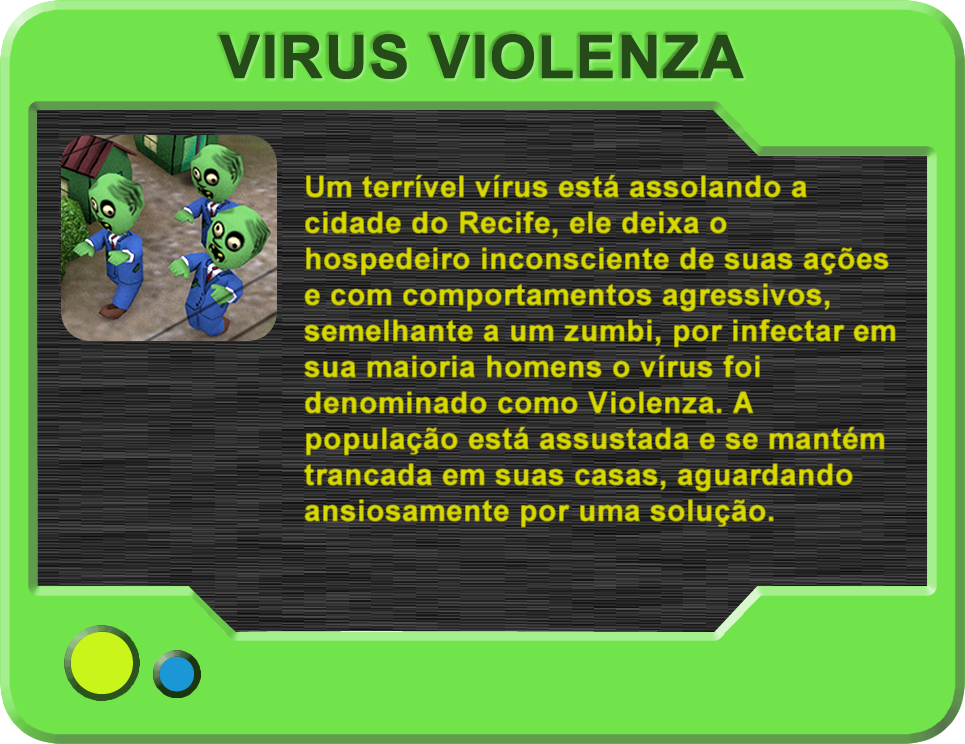 VIRUS VIOLENZA
Um terrível vírus está assolando a
cidade do Recife, ele deixa o
hospedeiro inconsciente de suas ações
e com comportamentos agressivos,
semelhante a um zumbi, por infectar em
sua maioria homens o vírus foi
denominado como Violenza. A
população está assustada e se mantém
trancada em suas casas, aguardando
ansiosamente por uma solução.